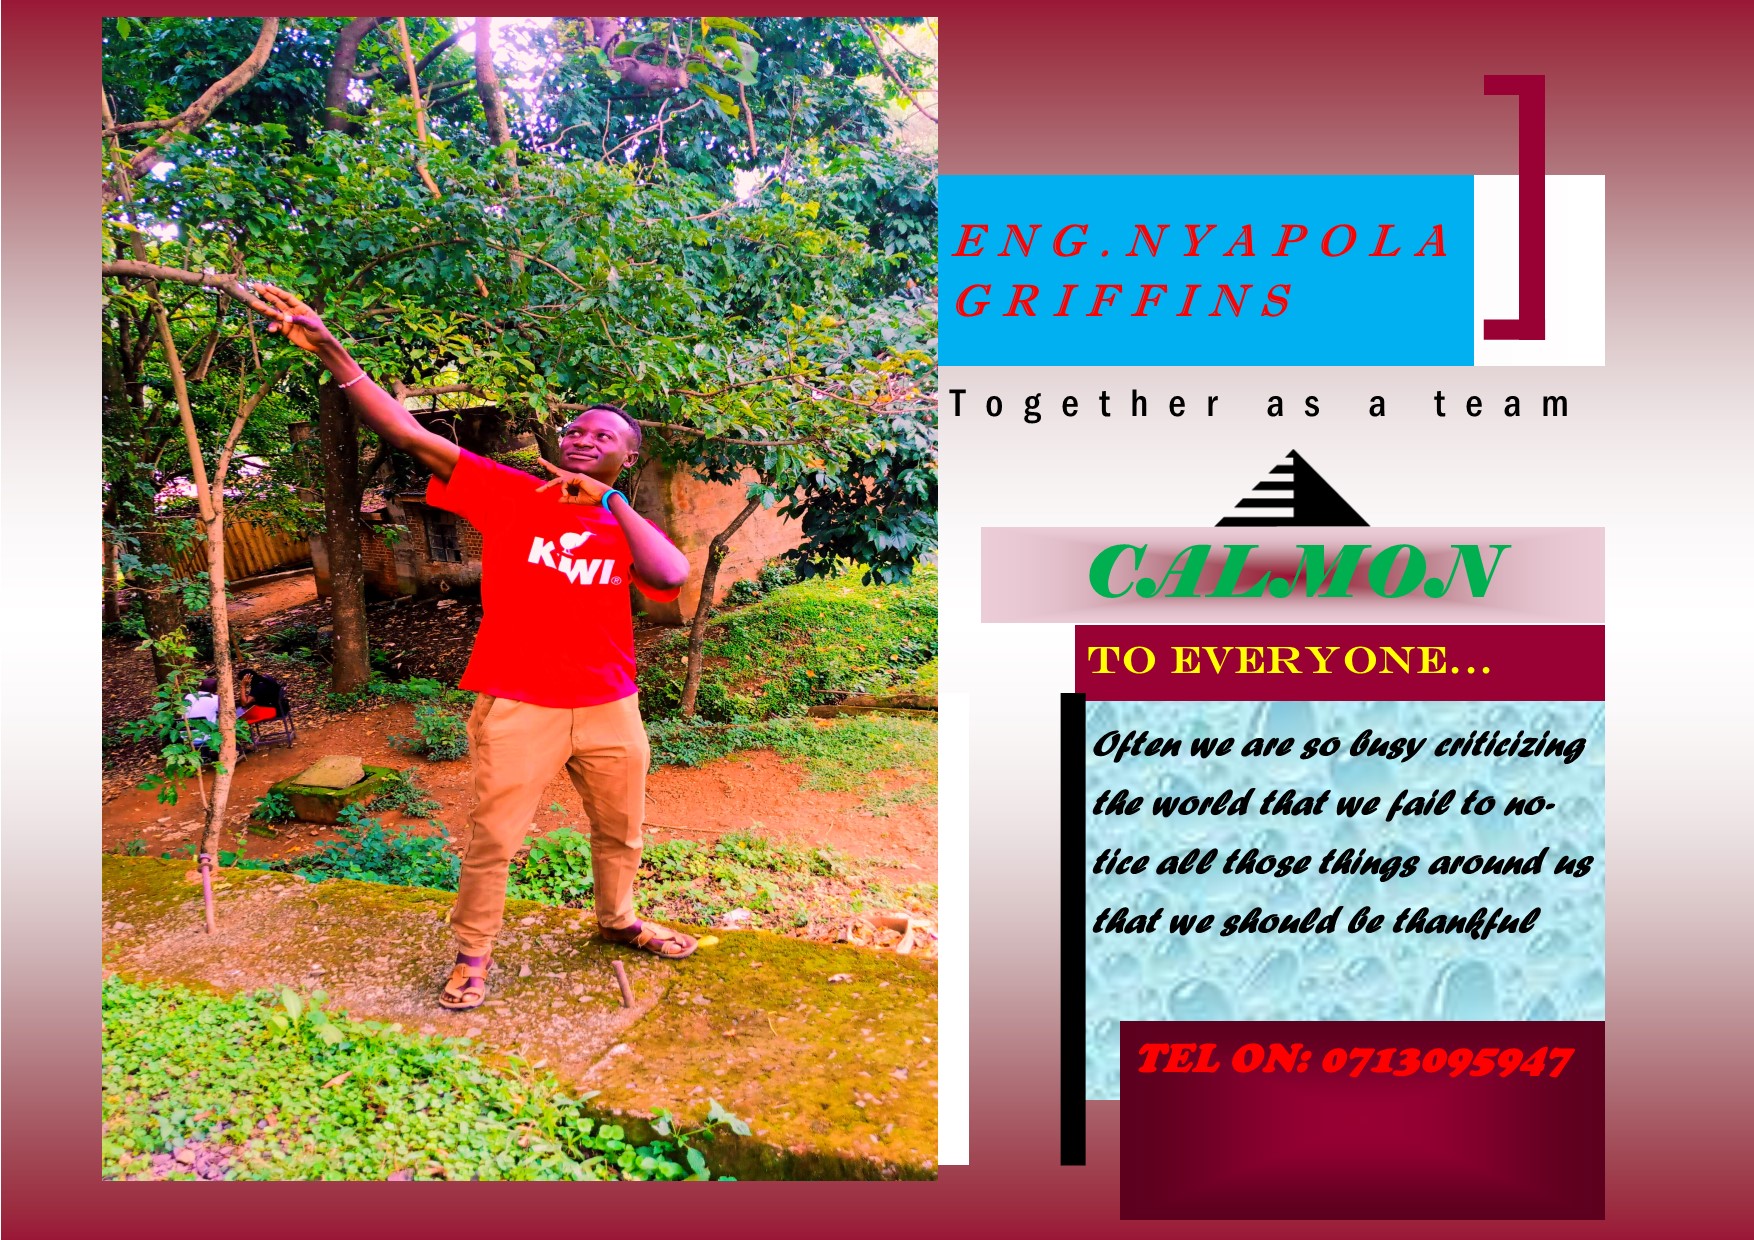 ENG.NYAPOLA
GRIFFINS
Together as a team
KIWI®
CALMON
TO EVERYONE...
Often we are so busy criticizing
the world that we fail to no-
tice all those things around us
that we should be thankful
TEL ON: 0713095947